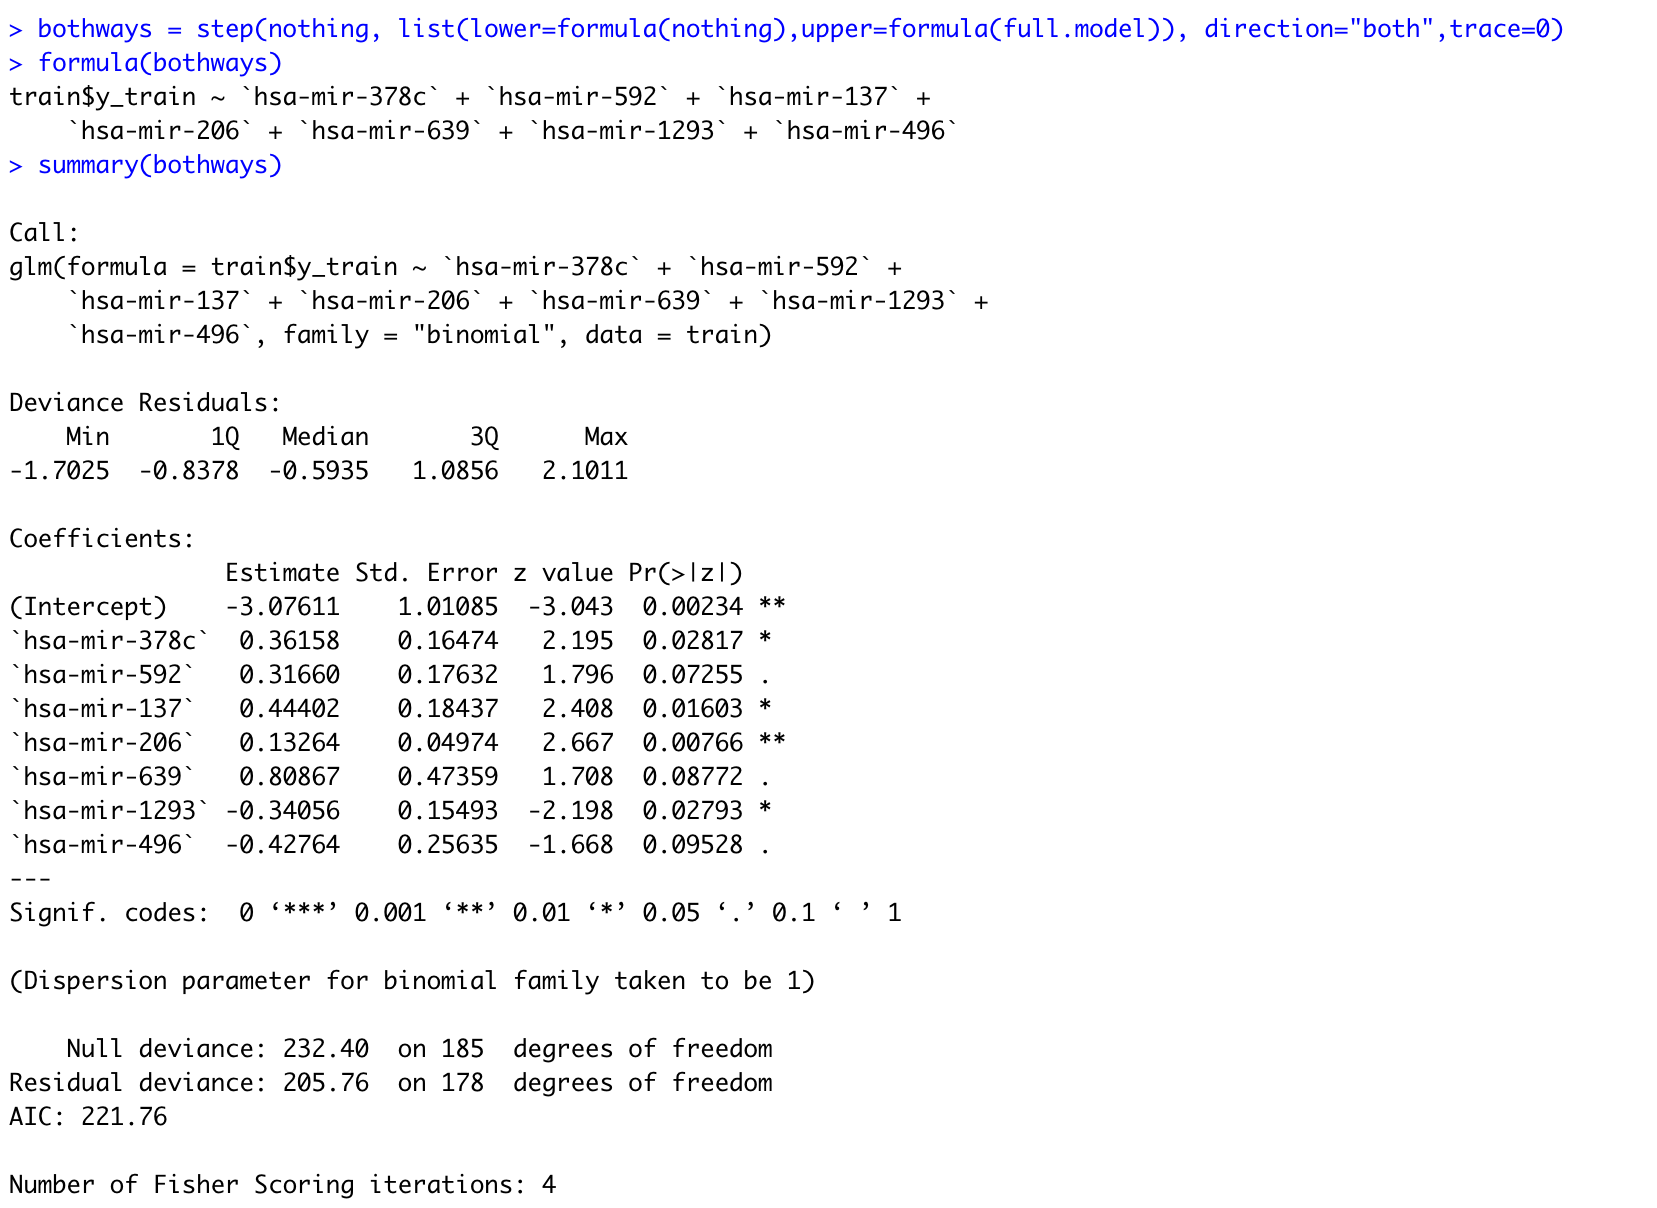 > bothways = step(nothing, list(lower=formula(nothing),upper=formula(full.model)), direction="both",trace=0)
> formula(bothways)
train$y_train ~ `hsa-mir-378c` + `hsa-mir-592` + `hsa-mir-137` +
    `hsa-mir-206` + `hsa-mir-639` + `hsa-mir-1293` + `hsa-mir-496`
> summary(bothways)

Call:
glm(formula = train$y_train ~ `hsa-mir-378c` + `hsa-mir-592` +
    `hsa-mir-137` + `hsa-mir-206` + `hsa-mir-639` + `hsa-mir-1293` +
    `hsa-mir-496`, family = "binomial", data = train)

Deviance Residuals:
    Min       1Q   Median       3Q      Max
-1.7025  -0.8378  -0.5935   1.0856   2.1011

Coefficients:
               Estimate Std. Error z value Pr(>|z|)
(Intercept)    -3.07611    1.01085  -3.043  0.00234 **
`hsa-mir-378c`  0.36158    0.16474   2.195  0.02817 *
`hsa-mir-592`   0.31660    0.17632   1.796  0.07255 .
`hsa-mir-137`   0.44402    0.18437   2.408  0.01603 *
`hsa-mir-206`   0.13264    0.04974   2.667  0.00766 **
`hsa-mir-639`   0.80867    0.47359   1.708  0.08772 .
`hsa-mir-1293` -0.34056    0.15493  -2.198  0.02793 *
`hsa-mir-496`  -0.42764    0.25635  -1.668  0.09528 .
---
Signif. codes:  0 ‘***’ 0.001 ‘**’ 0.01 ‘*’ 0.05 ‘.’ 0.1 ‘ ’ 1

(Dispersion parameter for binomial family taken to be 1)

    Null deviance: 232.40  on 185  degrees of freedom
Residual deviance: 205.76  on 178  degrees of freedom
AIC: 221.76

Number of Fisher Scoring iterations: 4